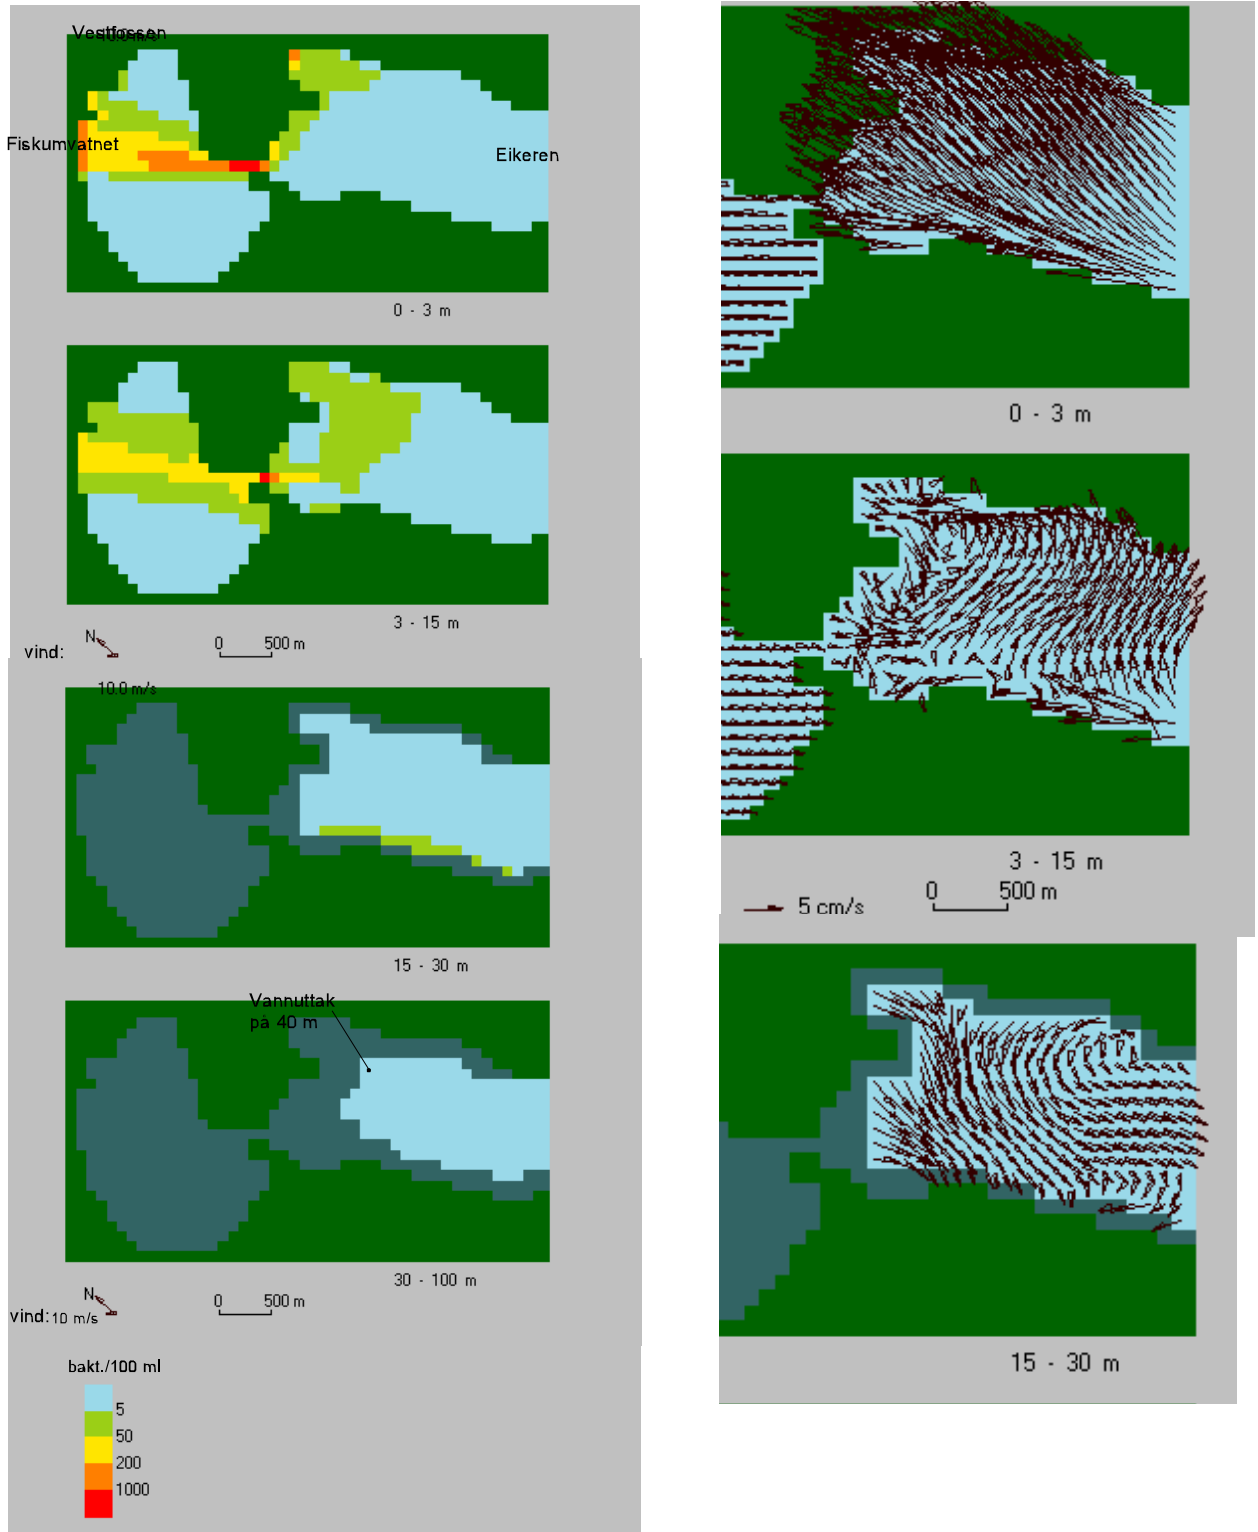 Vestfossen
10.0 m/s
Fiskumvatnet
Eikeren
0 - 3 m
3 - 15 m
N
vind:
0 500 m
10.0 m/s
15 - 30 m
Vannuttak
på 40 m
30 - 100 m
N
vind: 10 m/s
0 500 m
bakt./100 ml
5
50
200
1000
0 - 3 m
3 - 15 m
5 cm/s
0 500 m
15 - 30 m